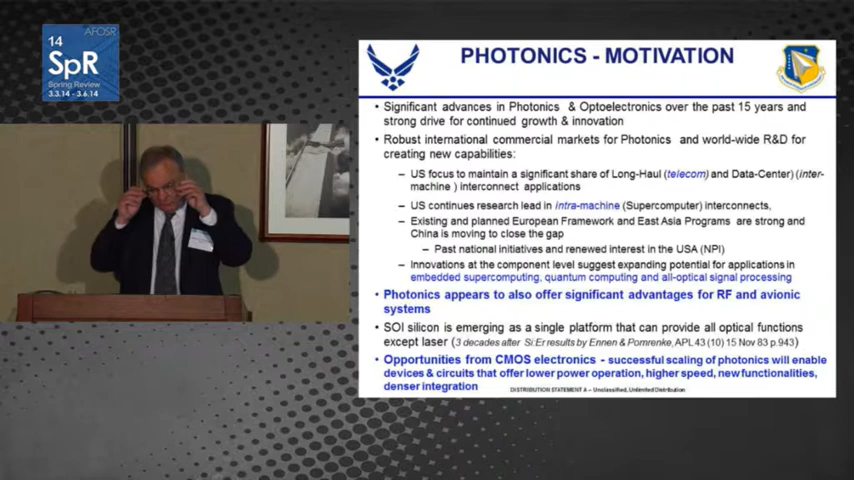 AFOSR
14
SpR
Spring Review
3.3.14 - 3.6.14
PHOTONICS - MOTIVATION
• Significant advances in Photonics & Optoelectronics over the past 15 years and
strong drive for continued growth & innovation
• Robust international commercial markets for Photonics and world-wide R&D for
creating new capabilities:
– US focus to maintain a significant share of Long-Haul (telecom) and Data-Center) (inter-
machine ) interconnect applications
– US continues research lead in intra-machine (Supercomputer) interconnects,
– Existing and planned European Framework and East Asia Programs are strong and
China is moving to close the gap
– Past national initiatives and renewed interest in the USA (NPI)
– Innovations at the component level suggest expanding potential for applications in
embedded supercomputing, quantum computing and all-optical signal processing
• Photonics appears to also offer significant advantages for RF and avionic
systems
• SOI silicon is emerging as a single platform that can provide all optical functions
except laser (3 decades after Si:Er results by Ennen & Pomrenke, APL 43 (10) 15 Nov 83 p.943)
• Opportunities from CMOS electronics - successful scaling of photonics will enable
devices & circuits that offer lower power operation, higher speed, new functionalities,
denser integration
DISTRIBUTION STATEMENT A – Unclassified, Unlimited Distribution